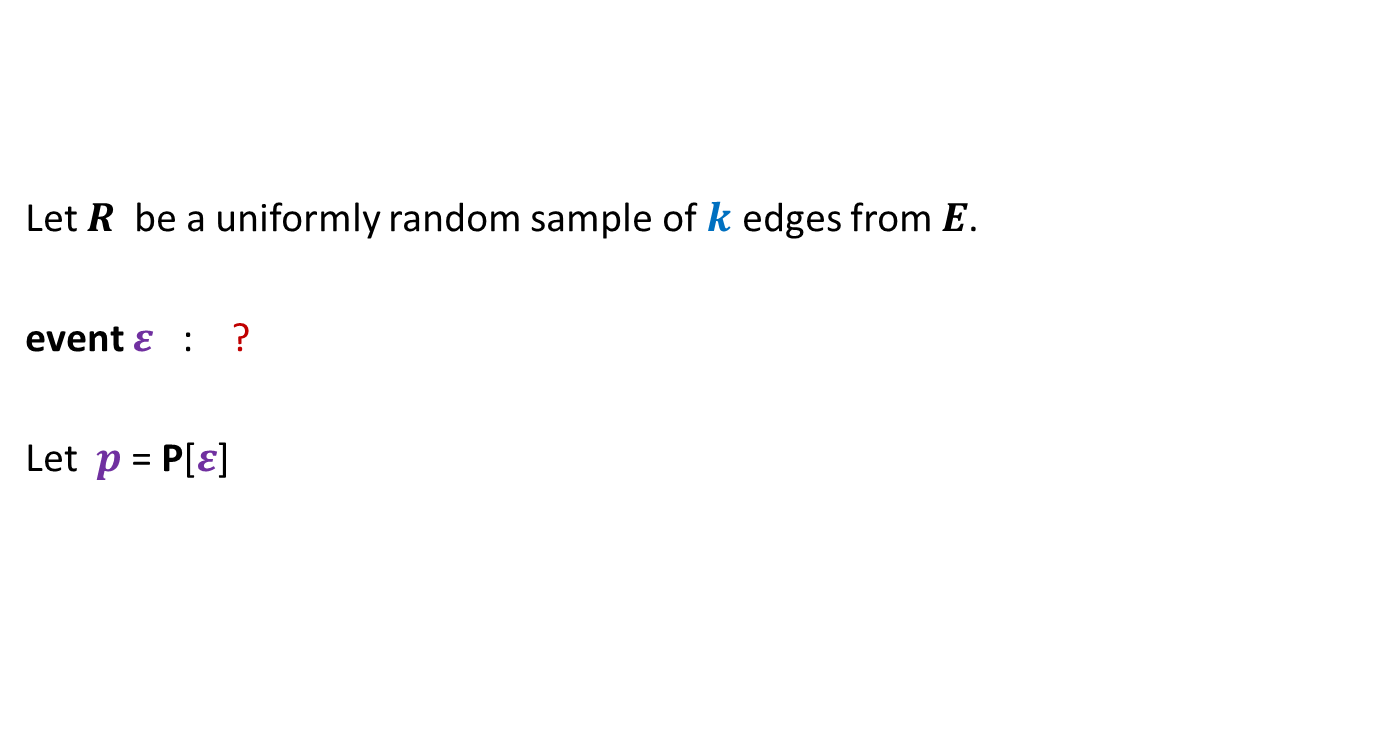 Let R be a uniformly random sample of k edges from E.
event ε : ?
Let p = P[ε]